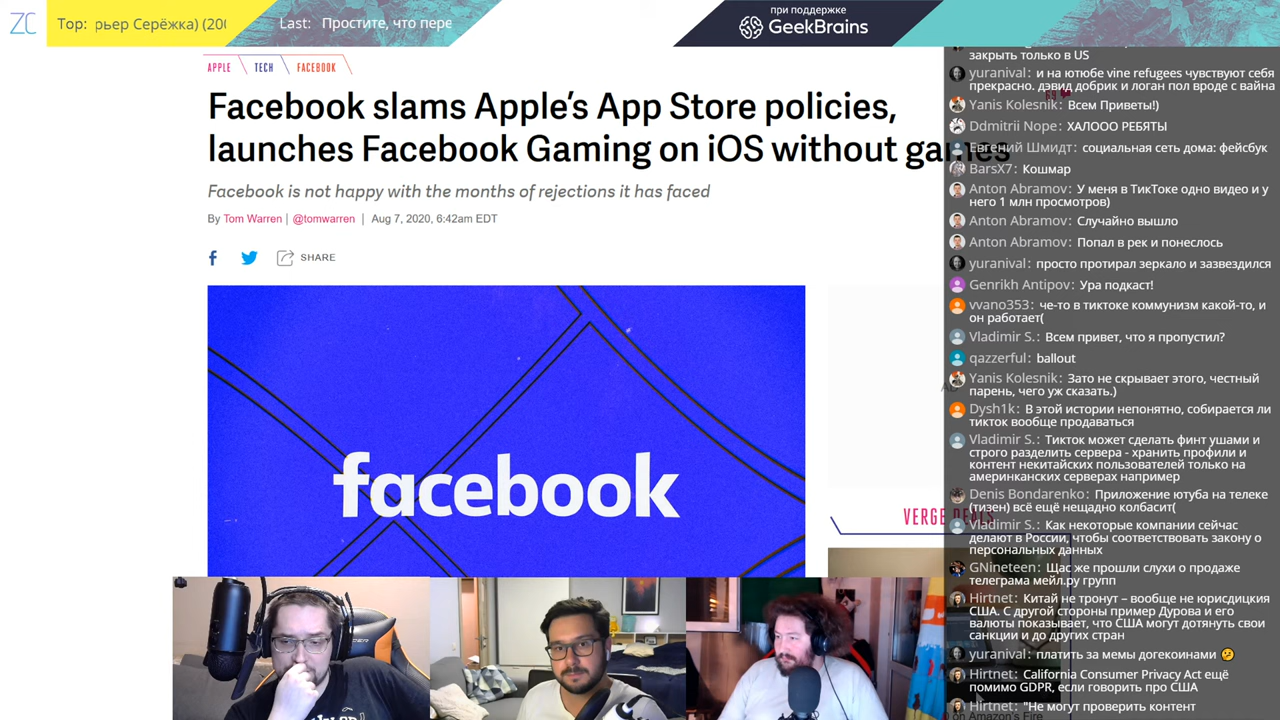 ZC
Top: рьер Серёжка) (200
Last: Простите, что пере
при поддержке
GeekBrains
APPLE
TECH
FACEBOOK
Facebook slams Apple’s App Store policies,
launches Facebook Gaming on iOS without games
Facebook is not happy with the months of rejections it has faced
By Tom Warren | @tomwarren | Aug 7, 2020, 6:42am EDT
SHARE
facebook
VERGE DEALS
закрыть только в US
yuranival: и на ютюбе vine refugees чувствуют себя
прекрасно. дэвид добрик и логан пол вроде с вайна
Yanis Kolesnik: Всем Приветы!)
Ddmitrii Nope: ХАЛООО РЕБЯТЫ
Евгений Шмидт: социальная сеть дома: фейсбук
BarsX7: Кошмар
Anton Abramov: У меня в ТикТоке одно видео и у
него 1 млн просмотров)
Anton Abramov: Случайно вышло
Anton Abramov: Попал в рек и понеслось
yuranival: просто протирал зеркало и зазвездился
Genrikh Antipov: Ура подкаст!
vvano353: че-то в тиктоке коммунизм какой-то, и
он работает(
Vladimir S.: Всем привет, что я пропустил?
qazzerful: ballout
Yanis Kolesnik: Зато не скрывает этого, честный
парень, чего уж сказать.)
Dysh1k: В этой истории непонятно, собирается ли
тикток вообще продаваться
Vladimir S.: Тикток может сделать финт ушами и
строго разделить сервера - хранить профили и
контент некитайских пользователей только на
американских серверах например
Denis Bondarenko: Приложение ютуба на телеке
(тизен) всё ещё нещадно колбасит(
Vladimir S.: Как некоторые компании сейчас
делают в России, чтобы соответствовать закону о
персональных данных
GNineteen: Щас же прошли слухи о продаже
телеграма мейл.ру групп
Hirtnet: Китай не тронут – вообще не юрисдицкия
США. С другой стороны пример Дурова и его
валюты показывает, что США могут дотянуть свои
санкции и до других стран
yuranival: платить за мемы догекоинами 😕
Hirtnet: California Consumer Privacy Act ещё
помимо GDPR, если говорить про США
Hirtnet: "Не могут проверить контент
on Amazon's Fire